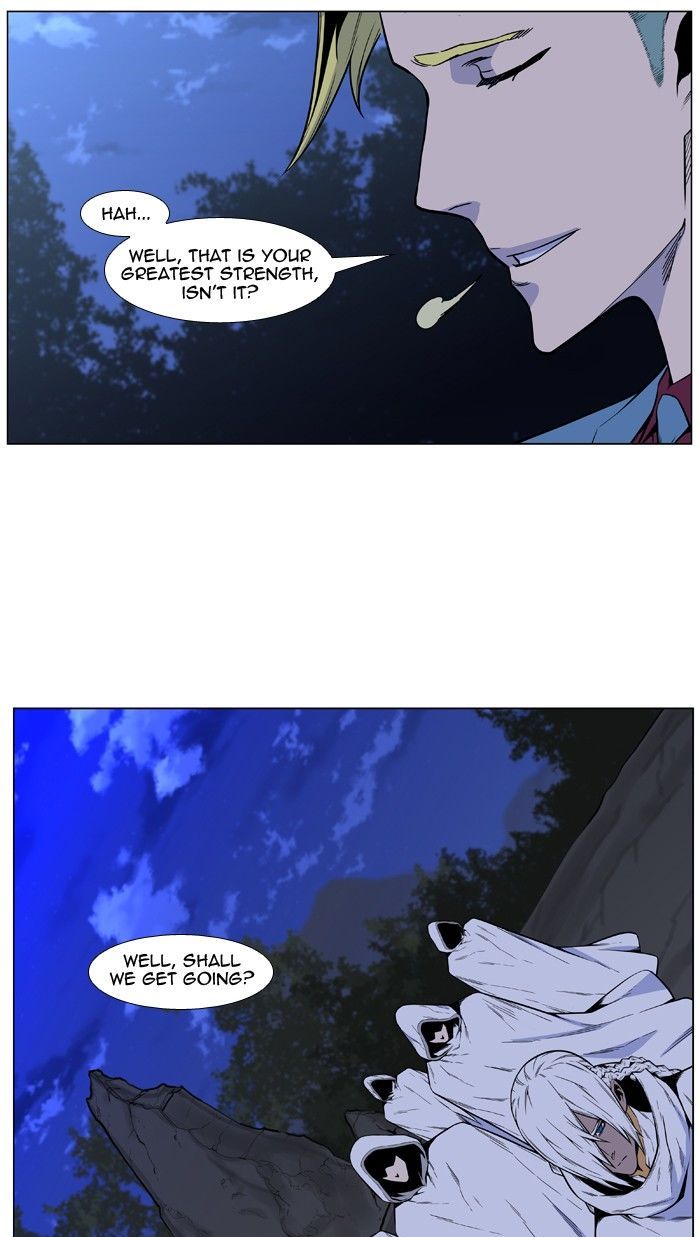 HAH...
WELL, THAT IS YOUR
GREATEST STRENGTH,
ISN'T IT?
WELL, SHALL
WE GET GOING?